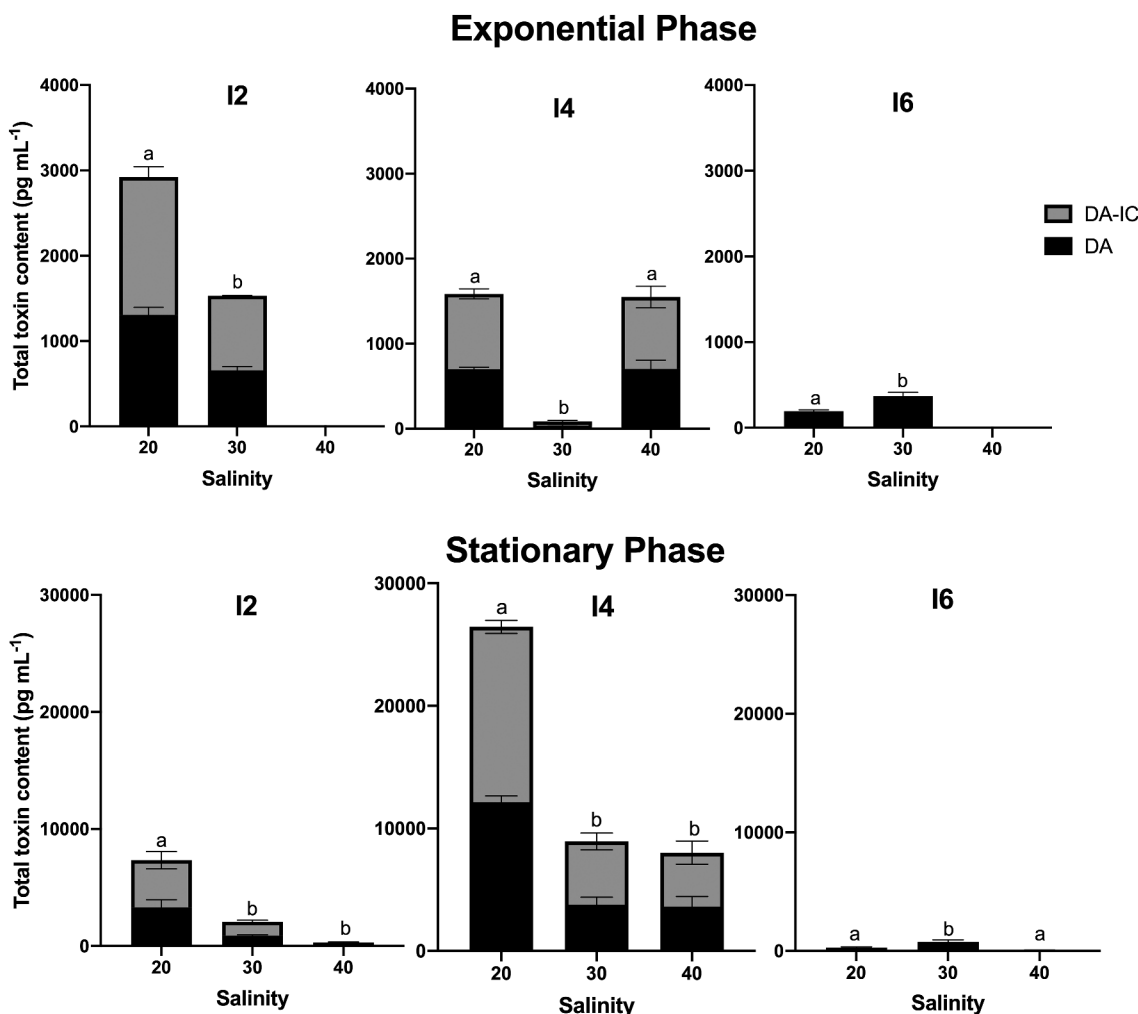 Exponential Phase
I2
I4
I6
Total toxin content (pg mL-1)
4000
3000
2000
1000
0
a
b
20
30
40
Salinity
4000
3000
2000
1000
0
a
b
a
20
30
40
Salinity
4000
3000
2000
1000
0
a
b
20
30
40
Salinity
DA-IC
DA
Stationary Phase
I2
I4
I6
Total toxin content (pg mL-1)
30000
20000
10000
0
a
b
b
20
30
40
Salinity
30000
20000
10000
0
a
b
b
20
30
40
Salinity
30000
20000
10000
0
a
b
a
20
30
40
Salinity